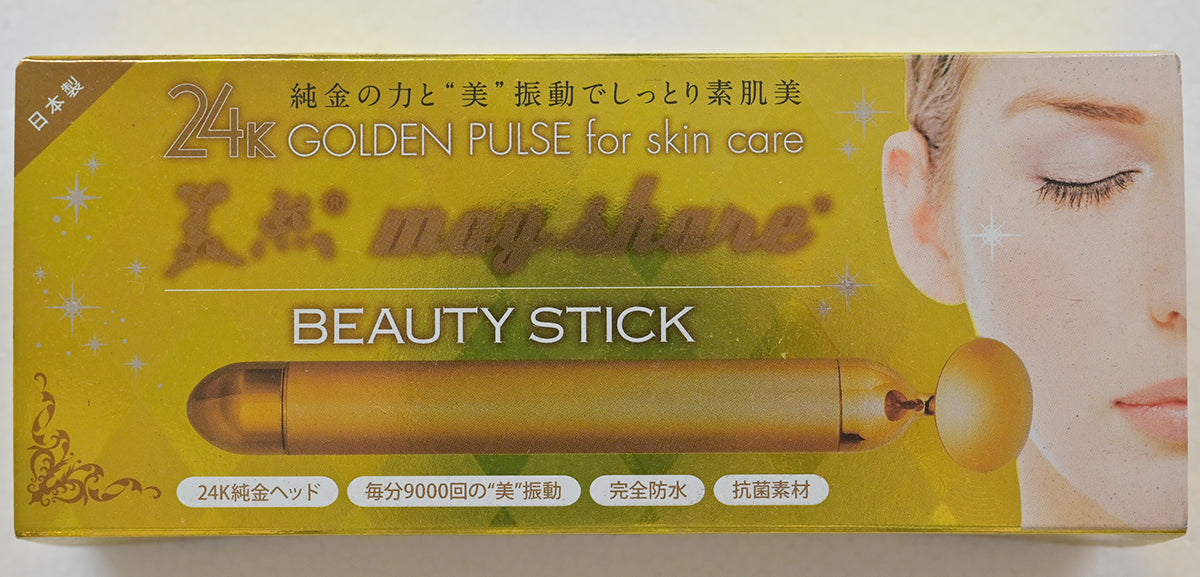 日本製
純金の力と“美”振動でしっとり素肌美
24K GOLDEN PULSE for skin care
美然® may share®
BEAUTY STICK
24K純金ヘッド
毎分9000回の“美”振動
完全防水
抗菌素材